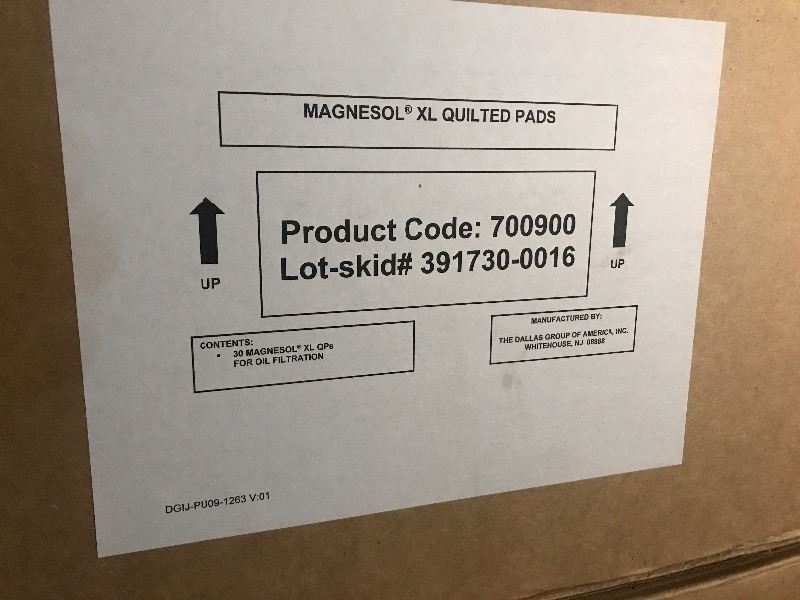 MAGNESOL® XL QUILTED PADS
Product Code: 700900
Lot-skid# 391730-0016
UP
UP
CONTENTS:
• 30 MAGNESOL® XL QPs
FOR OIL FILTRATION
MANUFACTURED BY:
THE DALLAS GROUP OF AMERICA, INC.
WHITEHOUSE, NJ 08888
DGIJ-PU09-1263 V:01